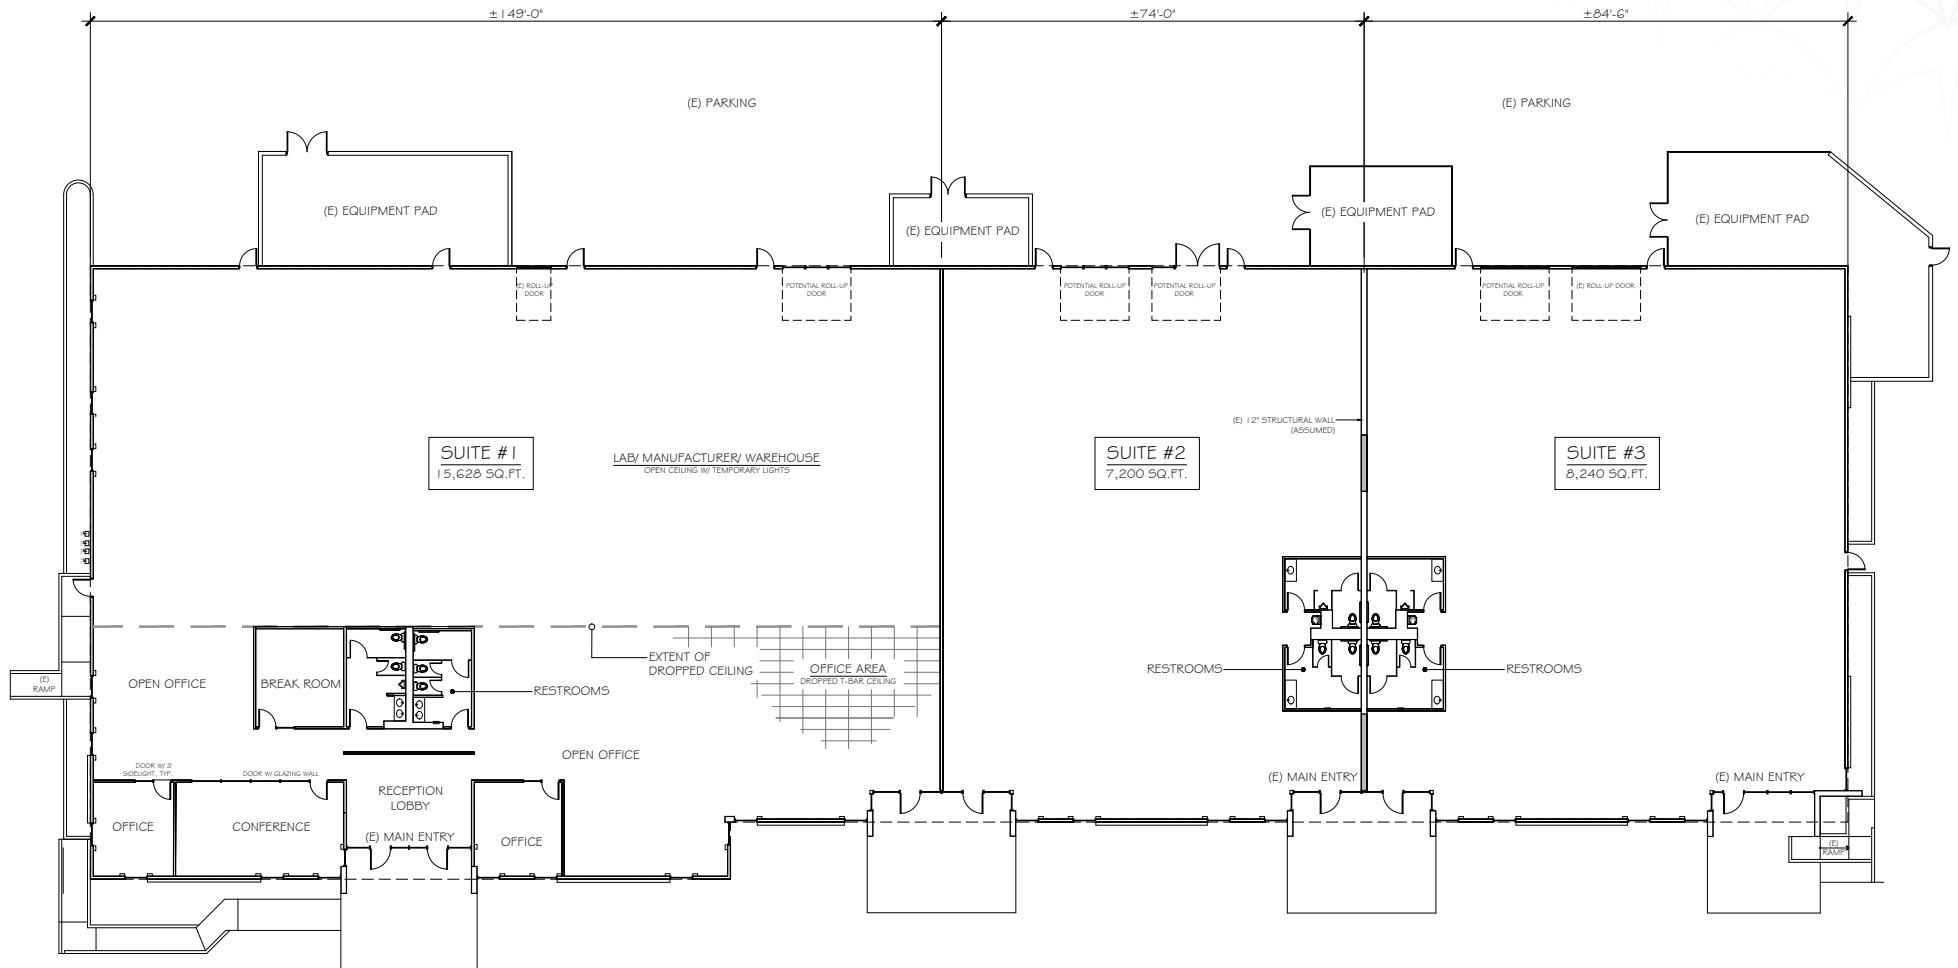 ±149'-0"
±74'-0"
±84'-6"
(E) PARKING
(E) PARKING
(E) EQUIPMENT PAD
(E) EQUIPMENT PAD
(E) EQUIPMENT PAD
(E) EQUIPMENT PAD
(E) ROLL-UP
DOOR
POTENTIAL ROLL-UP
DOOR
POTENTIAL ROLL-UP
DOOR
POTENTIAL ROLL-UP
DOOR
POTENTIAL ROLL-UP
DOOR
(E) ROLL-UP DOOR
(E) 12" STRUCTURAL WALL
(ASSUMED)
SUITE #1
15,628 SQ.FT.
LAB/ MANUFACTURER/ WAREHOUSE
OPEN CEILING W/ TEMPORARY LIGHTS
SUITE #2
7,200 SQ.FT.
SUITE #3
8,240 SQ.FT.
EXTENT OF
DROPPED CEILING
OFFICE AREA
DROPPED T-BAR CEILING
RESTROOMS
RESTROOMS
(E)
RAMP
OPEN OFFICE
BREAK ROOM
RESTROOMS
OPEN OFFICE
DOOR W/ 3'
SIDELIGHT, TYP.
DOOR W/ GLAZING WALL
RECEPTION
LOBBY
(E) MAIN ENTRY
(E) MAIN ENTRY
OFFICE
CONFERENCE
(E) MAIN ENTRY
OFFICE
(E)
RAMP